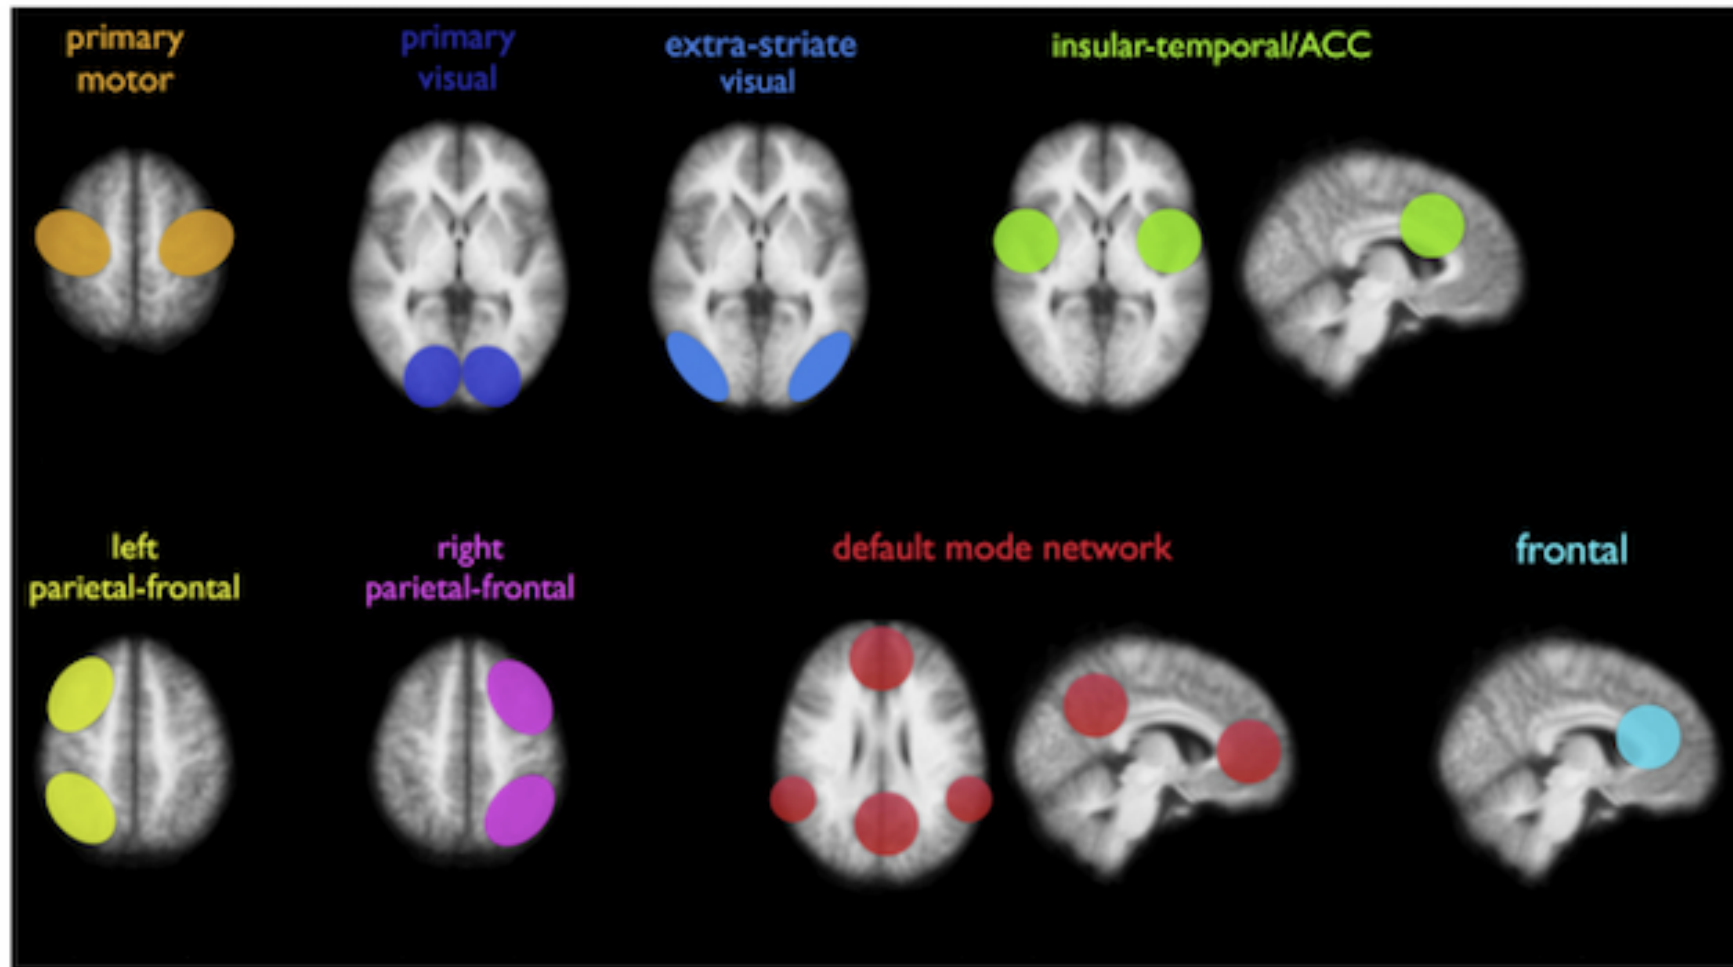 primary
motor
primary
visual
extra-striate
visual
insular-temporal/ACC
left
parietal-frontal
right
parietal-frontal
default mode network
frontal